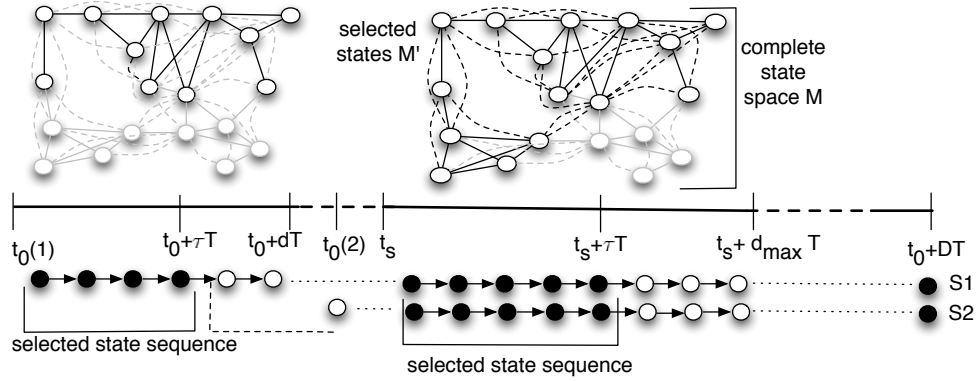 selected
states M'
complete
state
space M
t₀(1)
t₀+τT
t₀+dT
t₀(2)
tₛ
tₛ+τT
tₛ+ dₘₐₓ T
t₀+DT
S1
S2
selected state sequence
selected state sequence